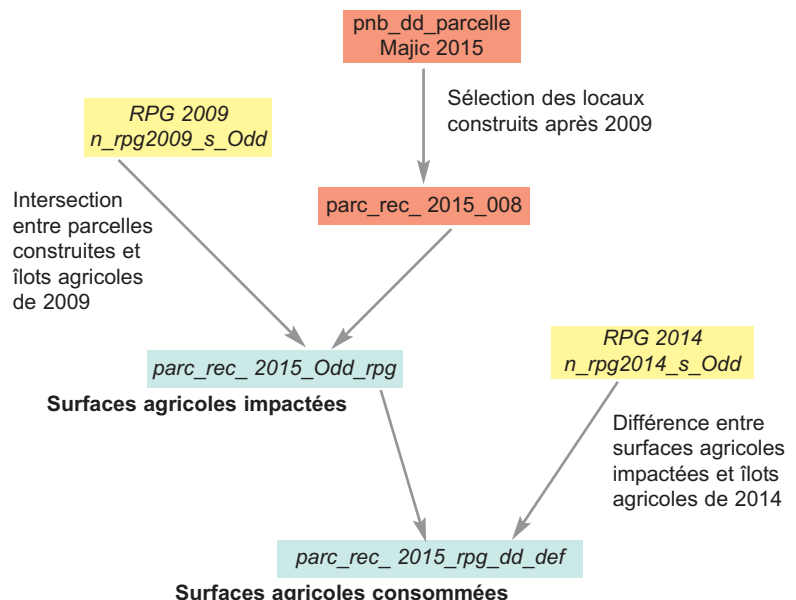 pnb_dd_parcelle
Majic 2015
Sélection des locaux
construits après 2009
RPG 2009
n_rpg2009_s_Odd
Intersection
entre parcelles
construites et
îlots agricoles
de 2009
parc_rec_ 2015_008
parc_rec_ 2015_Odd_rpg
Surfaces agricoles impactées
RPG 2014
n_rpg2014_s_Odd
Différence entre
surfaces agricoles
impactées et îlots
agricoles de 2014
parc_rec_ 2015_rpg_dd_def
Surfaces agricoles consommées